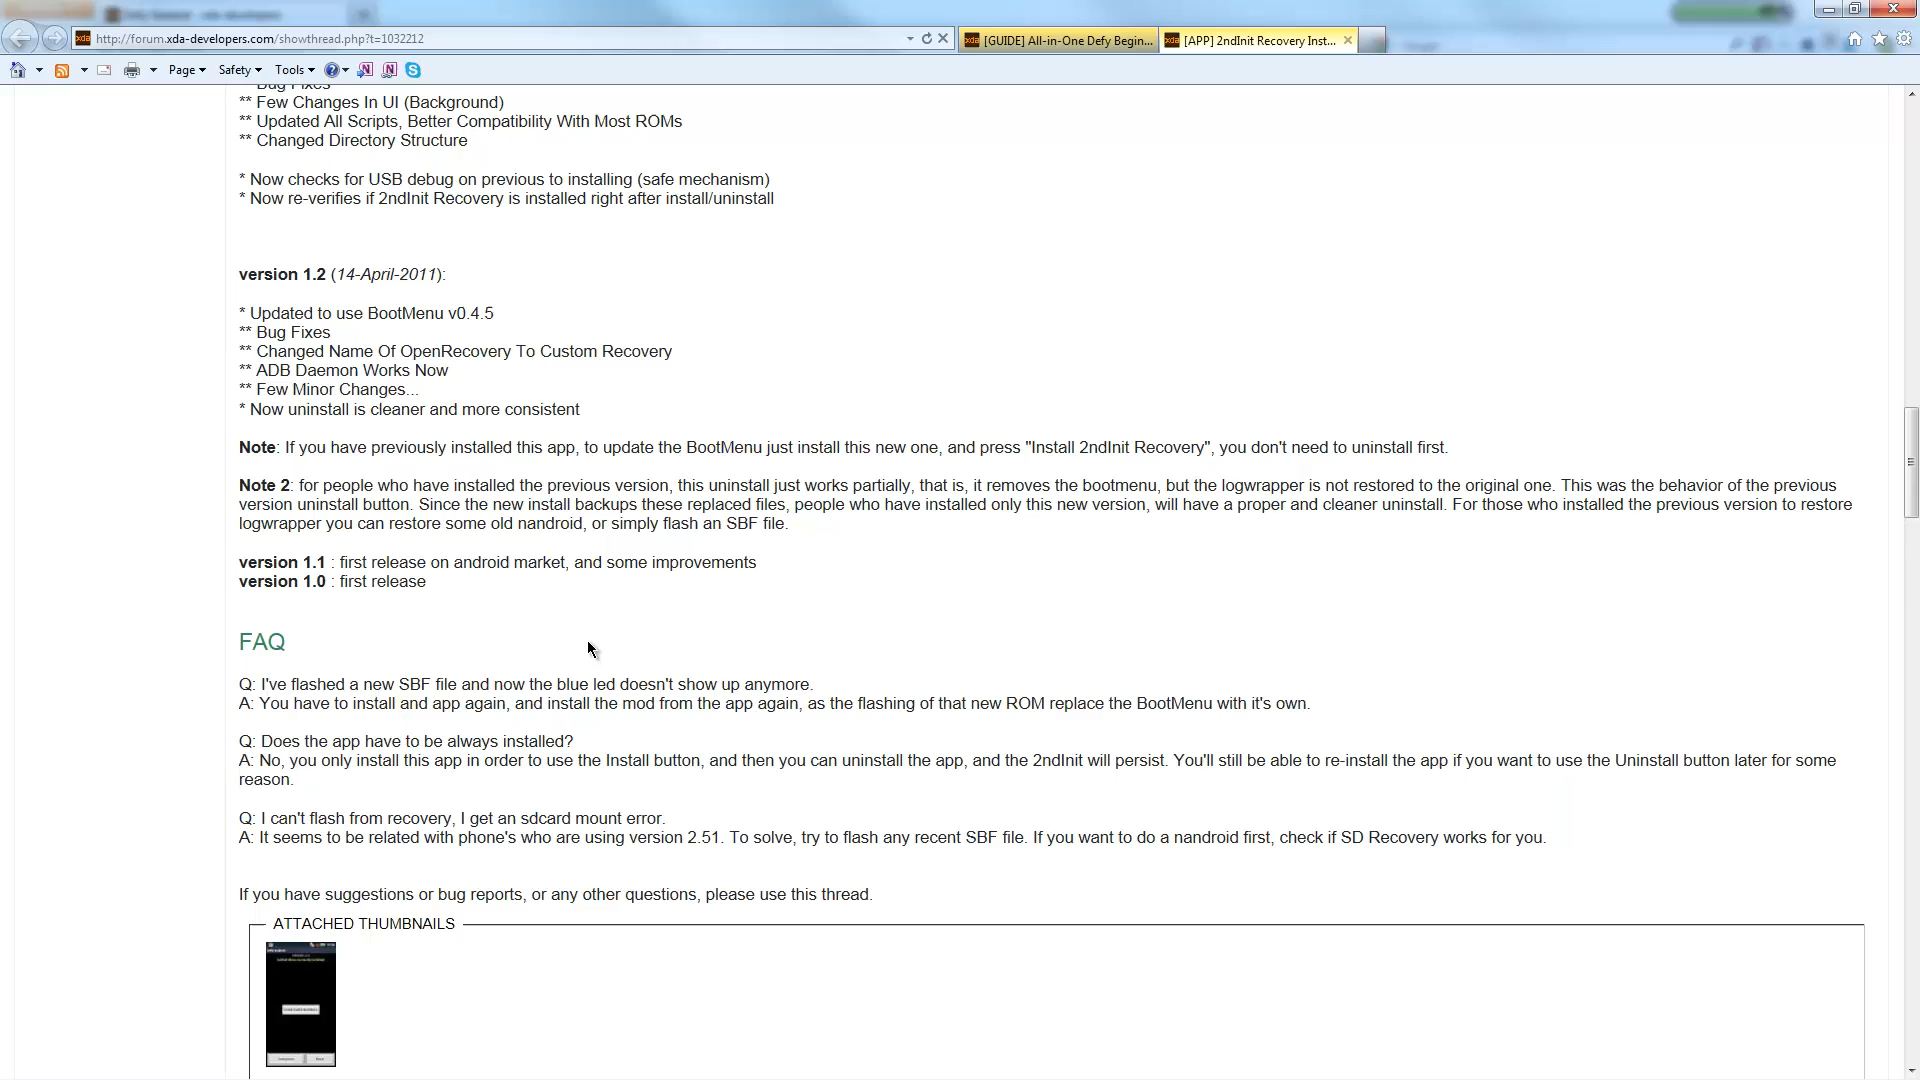 http://forum.xda-developers.com/showthread.php?t=1032212
[GUIDE] All-in-One Defy Begin...
[APP] 2ndInit Recovery Inst...
Page Safety Tools
** Bug Fixes
** Few Changes In UI (Background)
** Updated All Scripts, Better Compatibility With Most ROMs
** Changed Directory Structure
* Now checks for USB debug on previous to installing (safe mechanism)
* Now re-verifies if 2ndInit Recovery is installed right after install/uninstall
version 1.2 (14-April-2011):
* Updated to use BootMenu v0.4.5
** Bug Fixes
** Changed Name Of OpenRecovery To Custom Recovery
** ADB Daemon Works Now
** Few Minor Changes...
* Now uninstall is cleaner and more consistent
Note: If you have previously installed this app, to update the BootMenu just install this new one, and press "Install 2ndInit Recovery", you don't need to uninstall first.
Note 2: for people who have installed the previous version, this uninstall just works partially, that is, it removes the bootmenu, but the logwrapper is not restored to the original one. This was the behavior of the previous
version uninstall button. Since the new install backups these replaced files, people who have installed only this new version, will have a proper and cleaner uninstall. For those who installed the previous version to restore
logwrapper you can restore some old nandroid, or simply flash an SBF file.
version 1.1 : first release on android market, and some improvements
version 1.0 : first release
FAQ
Q: I've flashed a new SBF file and now the blue led doesn't show up anymore.
A: You have to install and app again, and install the mod from the app again, as the flashing of that new ROM replace the BootMenu with it's own.
Q: Does the app have to be always installed?
A: No, you only install this app in order to use the Install button, and then you can uninstall the app, and the 2ndInit will persist. You'll still be able to re-install the app if you want to use the Uninstall button later for some
reason.
Q: I can't flash from recovery, I get an sdcard mount error.
A: It seems to be related with phone's who are using version 2.51. To solve, try to flash any recent SBF file. If you want to do a nandroid first, check if SD Recovery works for you.
If you have suggestions or bug reports, or any other questions, please use this thread.
ATTACHED THUMBNAILS